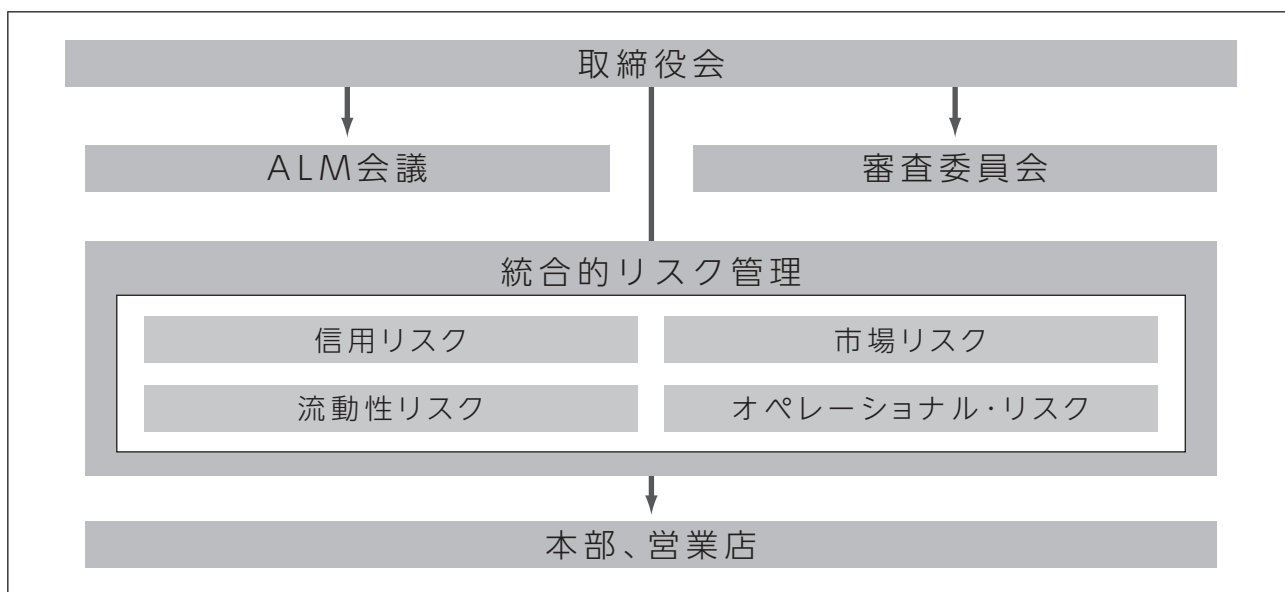 取締役会
ALM会議
審査委員会
統合的リスク管理
信用リスク
市場リスク
流動性リスク
オペレーショナル・リスク
本部、営業店